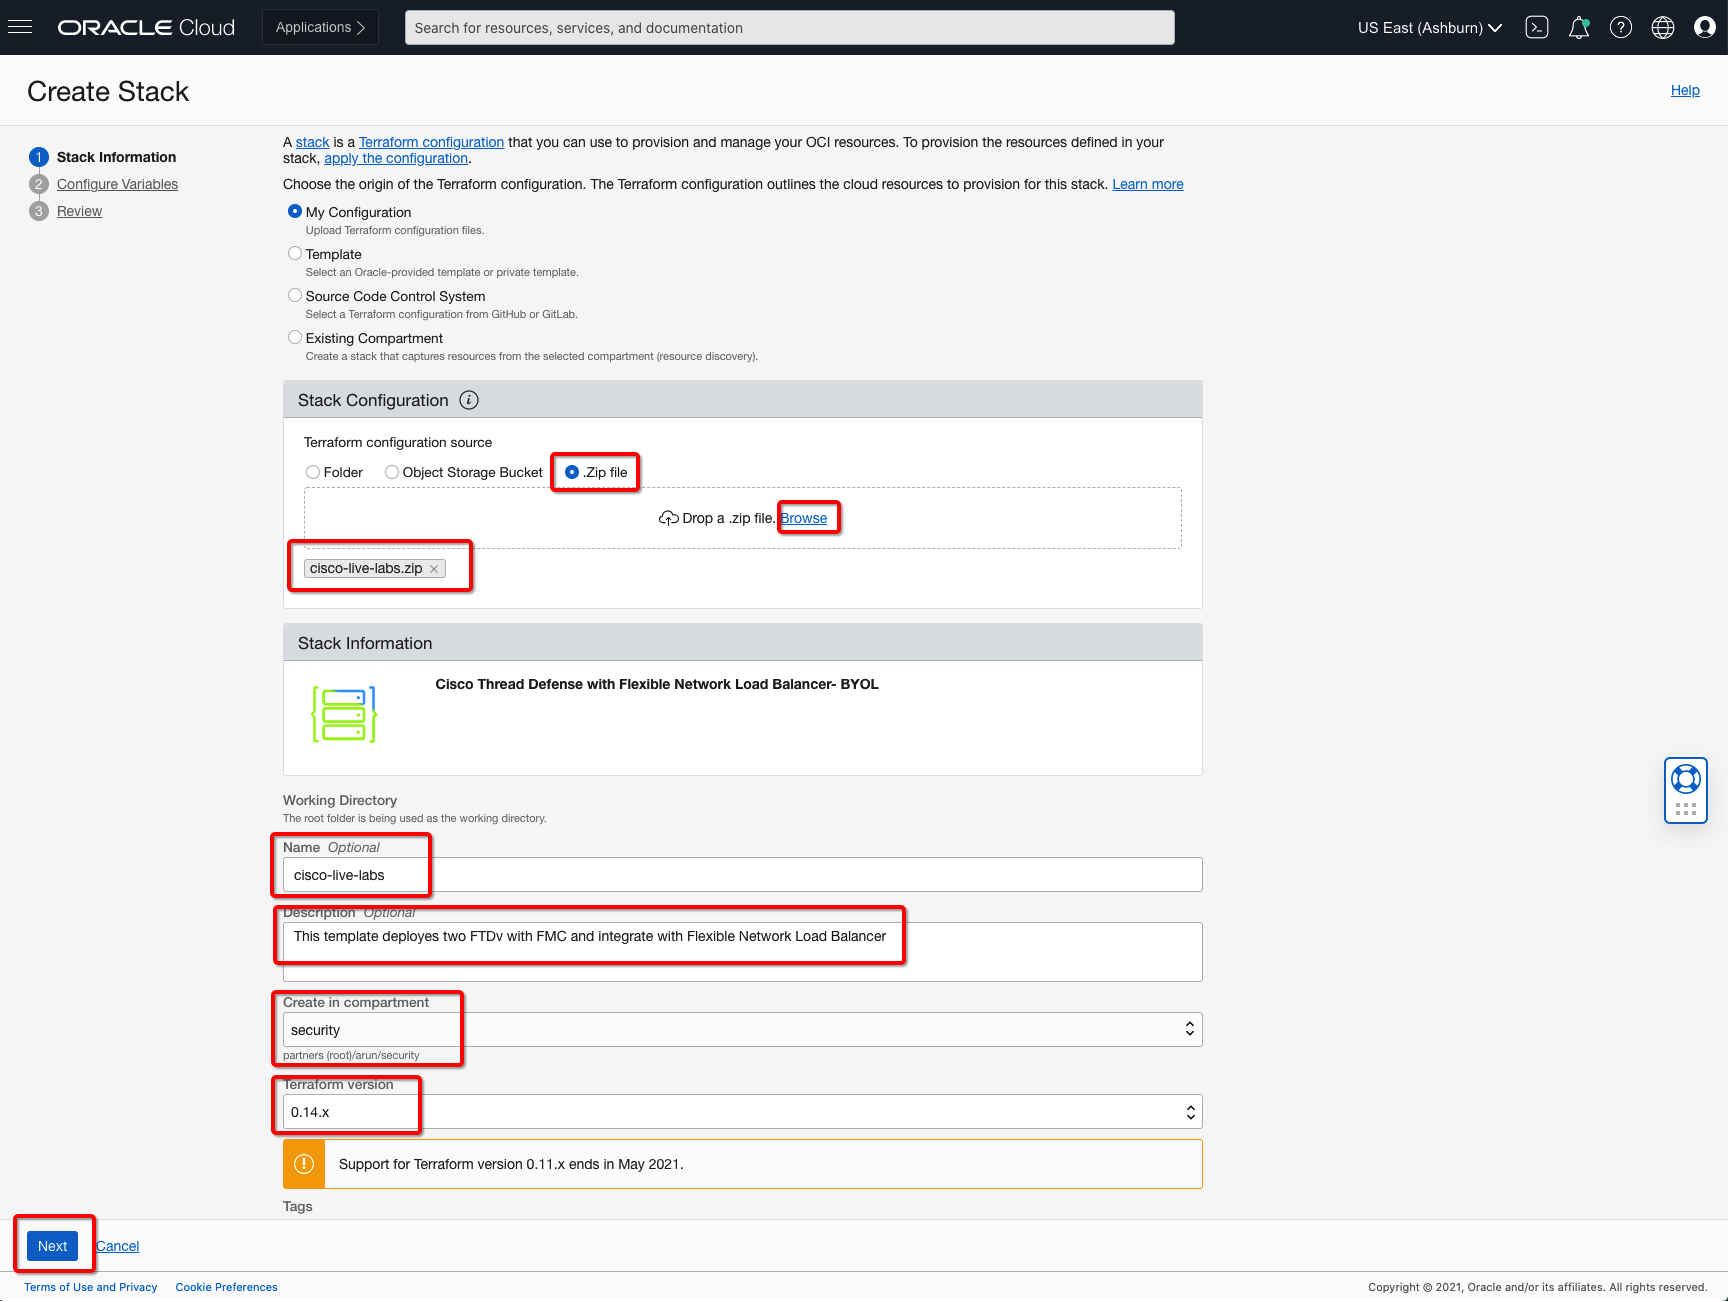 ORACLE Cloud
Applications
Search for resources, services, and documentation
US East (Ashburn)
Create Stack
Help
1 Stack Information
2 Configure Variables
3 Review
A stack is a Terraform configuration that you can use to provision and manage your OCI resources. To provision the resources defined in your
stack, apply the configuration.
Choose the origin of the Terraform configuration. The Terraform configuration outlines the cloud resources to provision for this stack. Learn more
My Configuration
Upload Terraform configuration files.
Template
Select an Oracle-provided template or private template.
Source Code Control System
Select a Terraform configuration from GitHub or GitLab.
Existing Compartment
Create a stack that captures resources from the selected compartment (resource discovery).
Stack Configuration
Terraform configuration source
Folder Object Storage Bucket .Zip file
Drop a .zip file. Browse
cisco-live-labs.zip
Stack Information
Cisco Thread Defense with Flexible Network Load Balancer- BYOL
Working Directory
The root folder is being used as the working directory.
Name Optional
cisco-live-labs
Description Optional
This template deployes two FTDv with FMC and integrate with Flexible Network Load Balancer
Create in compartment
security
partners (root)/arun/security
Terraform version
0.14.x
Support for Terraform version 0.11.x ends in May 2021.
Tags
Next Cancel
Terms of Use and Privacy Cookie Preferences
Copyright © 2021, Oracle and/or its affiliates. All rights reserved.